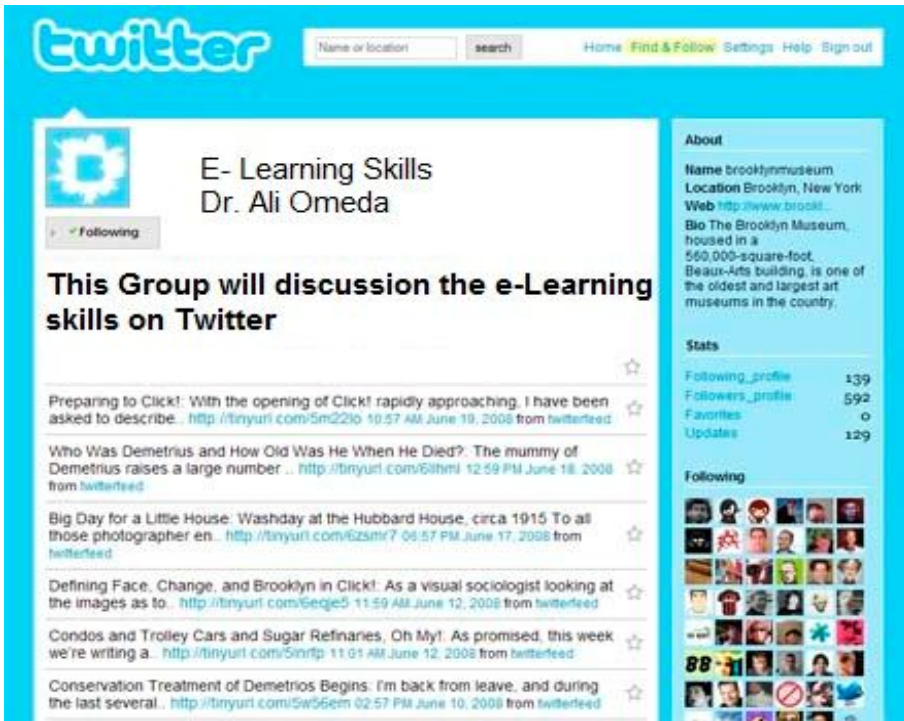 twitter
Name or location search Home Find & Follow Settings Help Sign out
E- Learning Skills
Dr. Ali Omeda
Following
This Group will discussion the e-Learning
skills on Twitter
Preparing to Click!: With the opening of Click! rapidly approaching, I have been
asked to describe.. http://tinyurl.com/5m22lo 10:57 AM June 19, 2008 from twitterfeed
Who Was Demetrius and How Old Was He When He Died?: The mummy of
Demetrius raises a large number .. http://tinyurl.com/6llhml 12:59 PM June 18, 2008
from twitterfeed
Big Day for a Little House: Washday at the Hubbard House, circa 1915 To all
those photographer en.. http://tinyurl.com/6zsmr7 06:57 PM June 17, 2008 from
twitterfeed
Defining Face, Change, and Brooklyn in Click!: As a visual sociologist looking at
the images as to.. http://tinyurl.com/6eqje5 11:59 AM June 12, 2008 from twitterfeed
Condos and Trolley Cars and Sugar Refinaries, Oh My!: As promised, this week
we're writing a.. http://tinyurl.com/5lnrfp 11:01 AM June 12, 2008 from twitterfeed
Conservation Treatment of Demetrios Begins: I'm back from leave, and during
the last several.. http://tinyurl.com/5w56em 02:57 PM June 10, 2008 from twitterfeed
About
Name brooklynmuseum
Location Brooklyn, New York
Web http://www.brookl...
Bio The Brooklyn Museum,
housed in a
560,000-square-foot,
Beaux-Arts building, is one of
the oldest and largest art
museums in the country.
Stats
Following_profile 139
Followers_profile 592
Favorites 0
Updates 129
Following
88